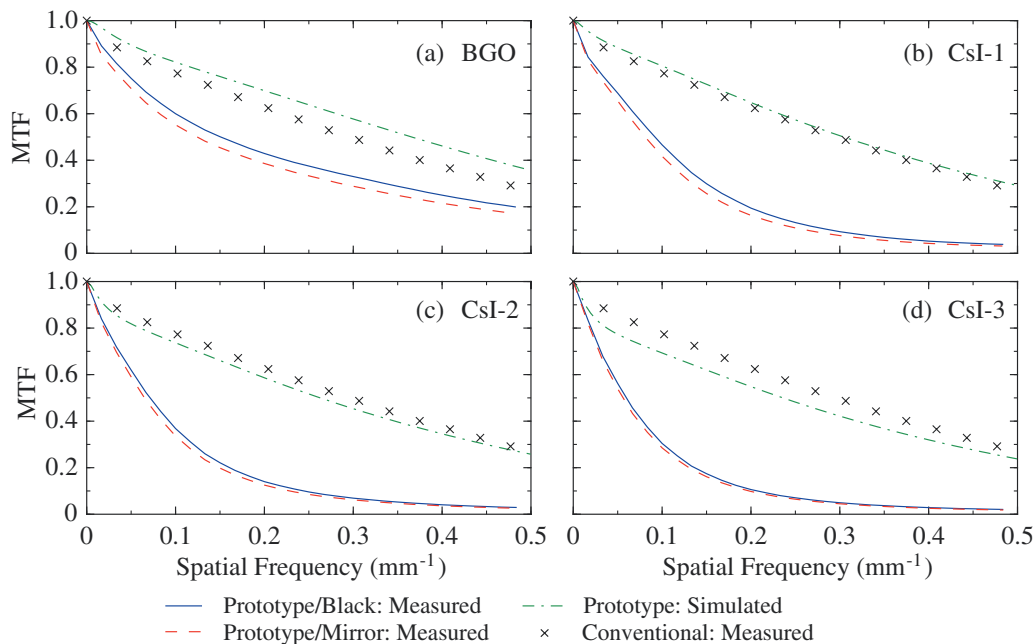 1.0
0.8
0.6
0.4
0.2
0
MTF
(a) BGO
(b) CsI-1
1.0
0.8
0.6
0.4
0.2
0
MTF
(c) CsI-2
(d) CsI-3
0 0.1 0.2 0.3 0.4 0.5
0 0.1 0.2 0.3 0.4 0.5
Spatial Frequency (mm⁻¹)
Spatial Frequency (mm⁻¹)
Prototype/Black: Measured
Prototype: Simulated
Prototype/Mirror: Measured
Conventional: Measured